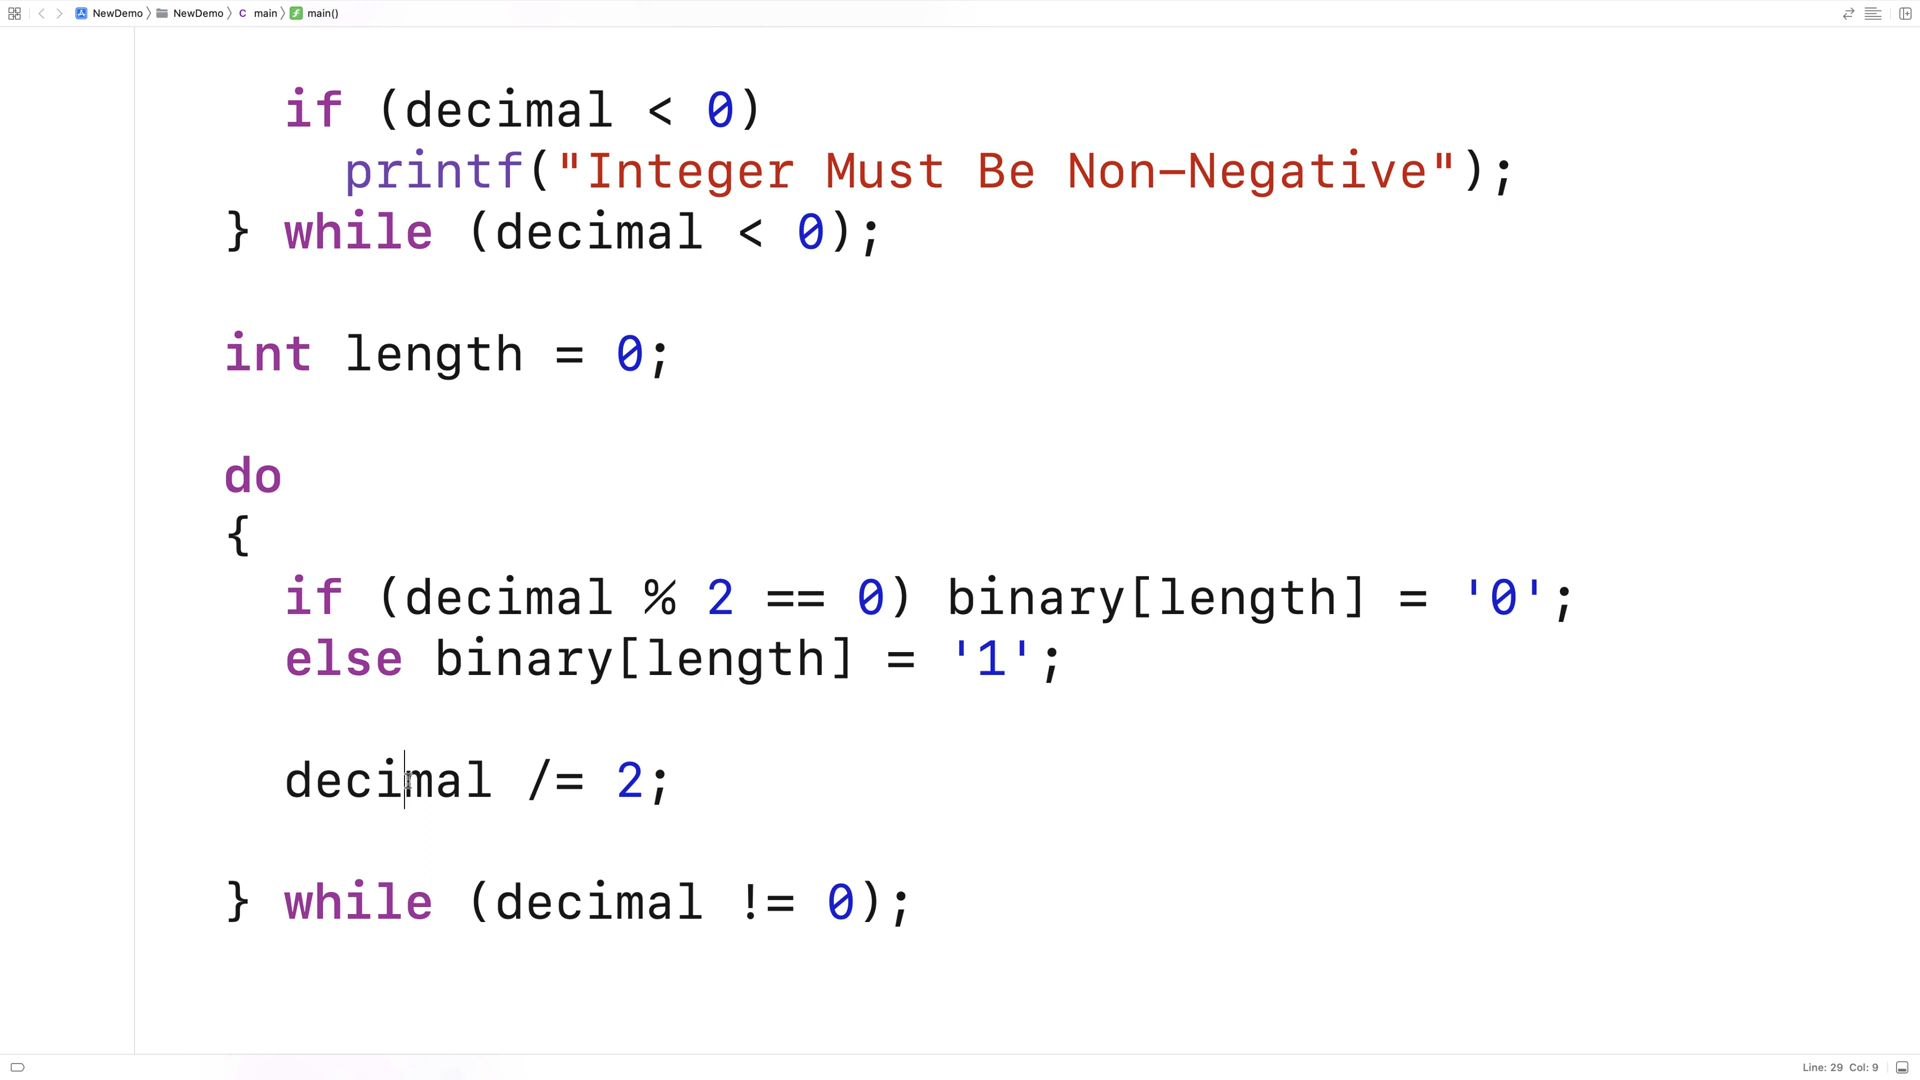 NewDemo NewDemo C main f main()
if (decimal < 0)
printf("Integer Must Be Non-Negative");
} while (decimal < 0);
int length = 0;
do
{
if (decimal % 2 == 0) binary[length] = '0';
else binary[length] = '1';
decimal /= 2;
} while (decimal != 0);
Line: 29 Col: 9